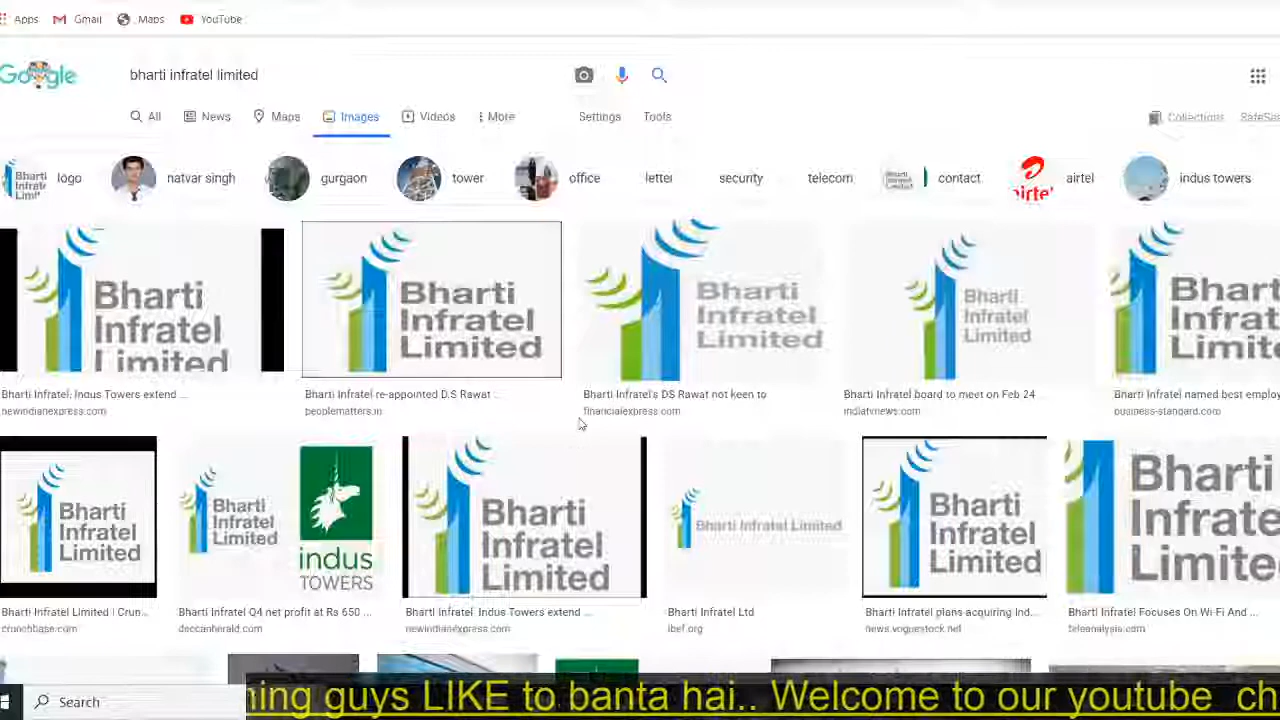 Apps Gmail Maps YouTube
Google bharti infratel limited
All News Maps Images Videos More Settings Tools Collections
logo natvar singh gurgaon tower office letter security telecom contact airtel indus towers
Bharti Infratel Limited
Bharti Infratel Limited
Bharti Infratel Limited
Bharti Infratel Limited
Bharti Infratel Limited
Bharti Infratel: Indus Towers extend ...
newindianexpress.com
Bharti Infratel re-appointed D.S Rawat ...
peoplematters.in
Bharti Infratel's DS Rawat not keen to
financialexpress.com
Bharti Infratel board to meet on Feb 24
indiatvnews.com
Bharti Infratel named best employ
business-standard.com
Bharti Infratel Limited
Bharti Infratel Limited
indus TOWERS
Bharti Infratel Limited
Bharti Infratel Limited
Bharti Infratel Limited
Bharti Infratel Limite
Bharti Infratel Limited | Crun...
crunchbase.com
Bharti Infratel Q4 net profit at Rs 650 ...
deccanherald.com
Bharti Infratel, Indus Towers extend ...
newindianexpress.com
Bharti Infratel Ltd
ibef.org
Bharti Infratel plans acquiring Ind...
news.voguestock.net
Bharti Infratel Focuses On Wi-Fi And ...
teleanalysis.com
Search
ning guys LIKE to banta hai.. Welcome to our youtube ch